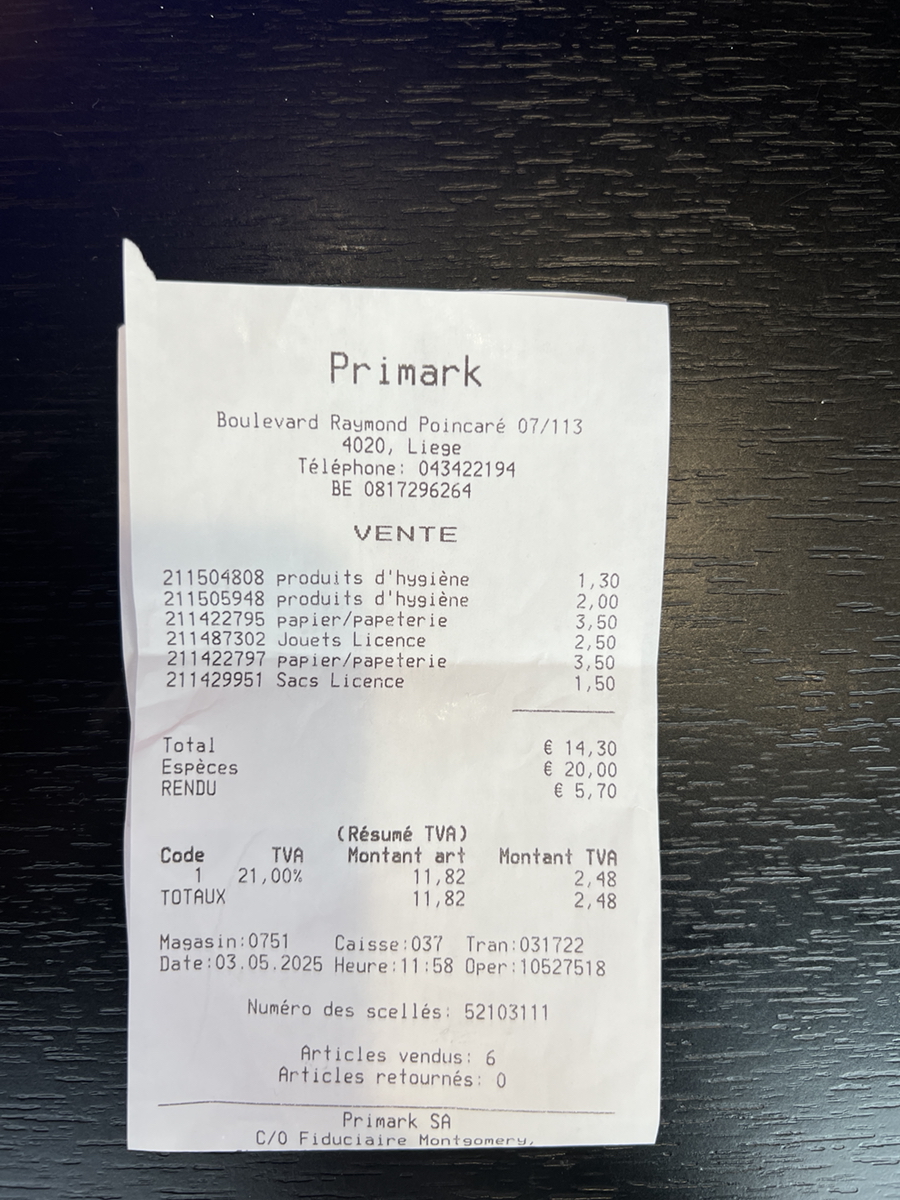 Primark
Boulevard Raymond Poincaré 07/113
4020, Liege
Téléphone: 043422194
BE 0817296264
VENTE
211504808 produits d'hygiène 1,30
211505948 produits d'hygiène 2,00
211422795 papier/papeterie 3,50
211487302 Jouets Licence 2,50
211422797 papier/papeterie 3,50
211429951 Sacs Licence 1,50
Total € 14,30
Espèces € 20,00
RENDU € 5,70
(Résumé TVA)
Code TVA Montant art Montant TVA
1 21,00% 11,82 2,48
TOTAUX 11,82 2,48
Magasin:0751 Caisse:037 Tran:031722
Date:03.05.2025 Heure:11:58 Oper:10527518
Numéro des scellés: 52103111
Articles vendus: 6
Articles retournés: 0
Primark SA
C/O Fiduciaire Montgomery,